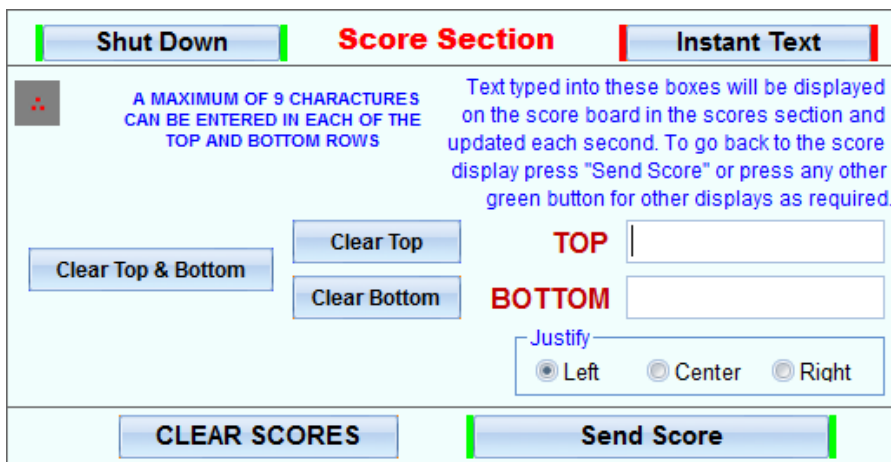 Shut Down
Score Section
Instant Text
A MAXIMUM OF 9 CHARACTURES
CAN BE ENTERED IN EACH OF THE
TOP AND BOTTOM ROWS
Text typed into these boxes will be displayed
on the score board in the scores section and
updated each second. To go back to the score
display press "Send Score" or press any other
green button for other displays as required.
Clear Top & Bottom
Clear Top
Clear Bottom
TOP
BOTTOM
Justify
Left
Center
Right
CLEAR SCORES
Send Score